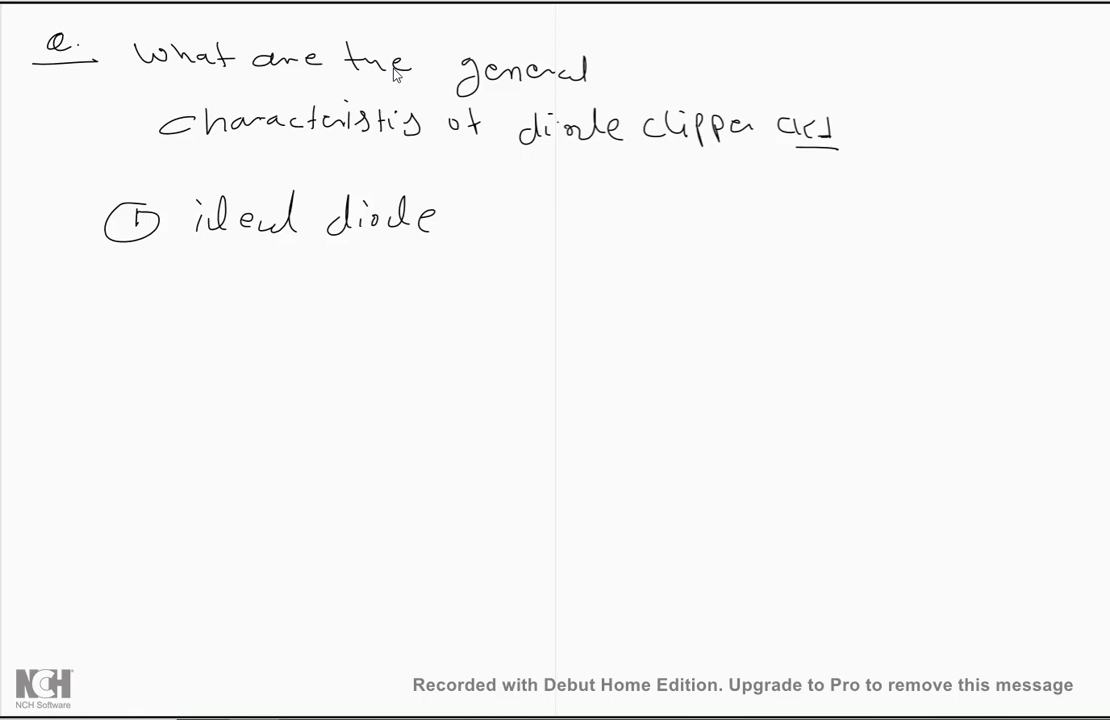 Q. What are the general
characteristis of diode clipper ckt
① ideal diode
NCH
NCH Software
Recorded with Debut Home Edition. Upgrade to Pro to remove this message